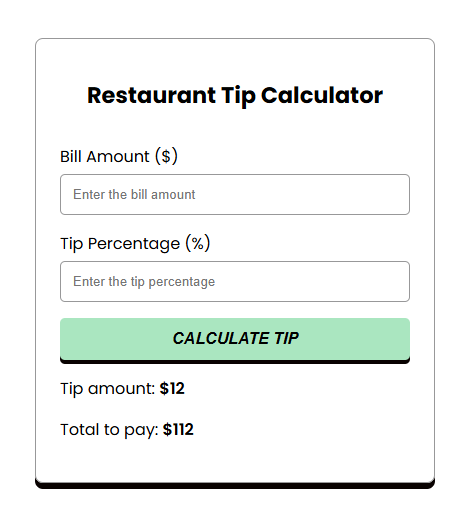 Restaurant Tip Calculator
Bill Amount ($)
Enter the bill amount
Tip Percentage (%)
Enter the tip percentage
CALCULATE TIP
Tip amount: $12
Total to pay: $112